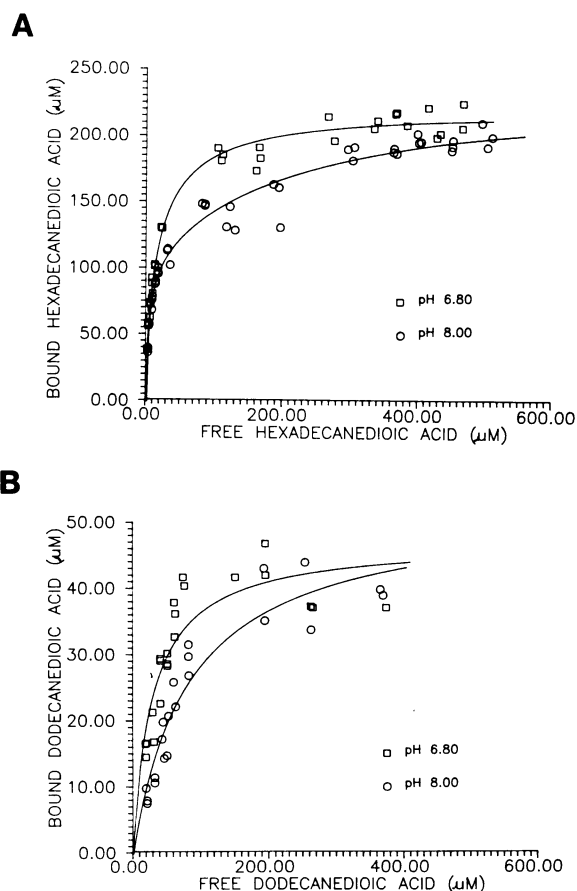 A
250.00
200.00
150.00
100.00
50.00
0.00
BOUND HEXADECANEDIOIC ACID (μM)
□ pH 6.80
○ pH 8.00
0.00 200.00 400.00 600.00
FREE HEXADECANEDIOIC ACID (μM)
B
50.00
40.00
30.00
20.00
10.00
0.00
BOUND DODECANEDIOIC ACID (μM)
□ pH 6.80
○ pH 8.00
0.00 200.00 400.00 600.00
FREE DODECANEDIOIC ACID (μM)